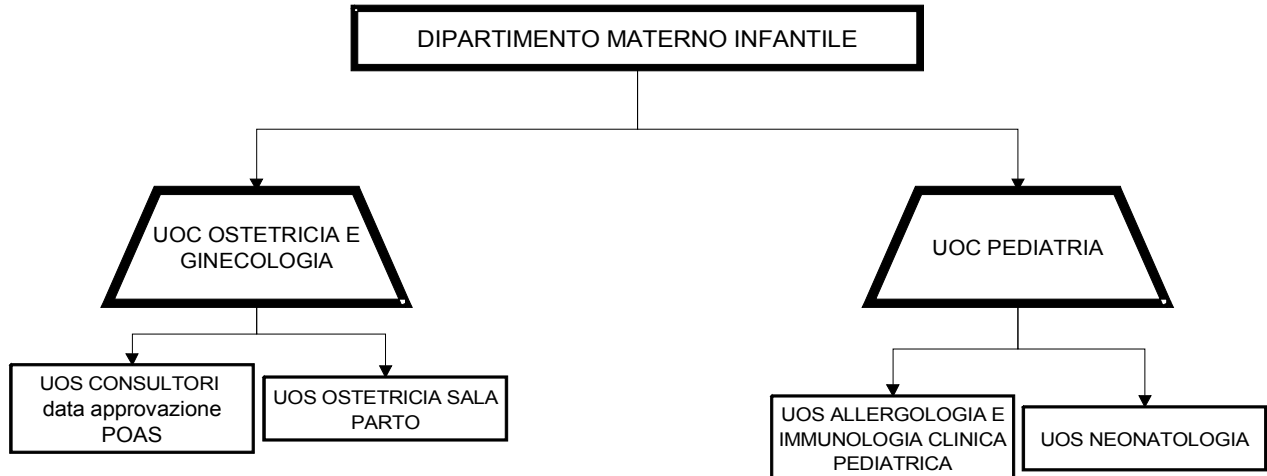 DIPARTIMENTO MATERNO INFANTILE
UOC OSTETRICIA E
GINECOLOGIA
UOC PEDIATRIA
UOS CONSULTORI
data approvazione
POAS
UOS OSTETRICIA SALA
PARTO
UOS ALLERGOLOGIA E
IMMUNOLOGIA CLINICA
PEDIATRICA
UOS NEONATOLOGIA